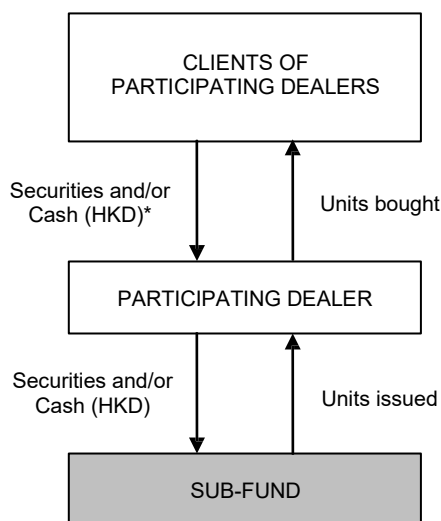 CLIENTS OF
PARTICIPATING DEALERS
Securities and/or
Cash (HKD)*
Units bought
PARTICIPATING DEALER
Securities and/or
Cash (HKD)
Units issued
SUB-FUND